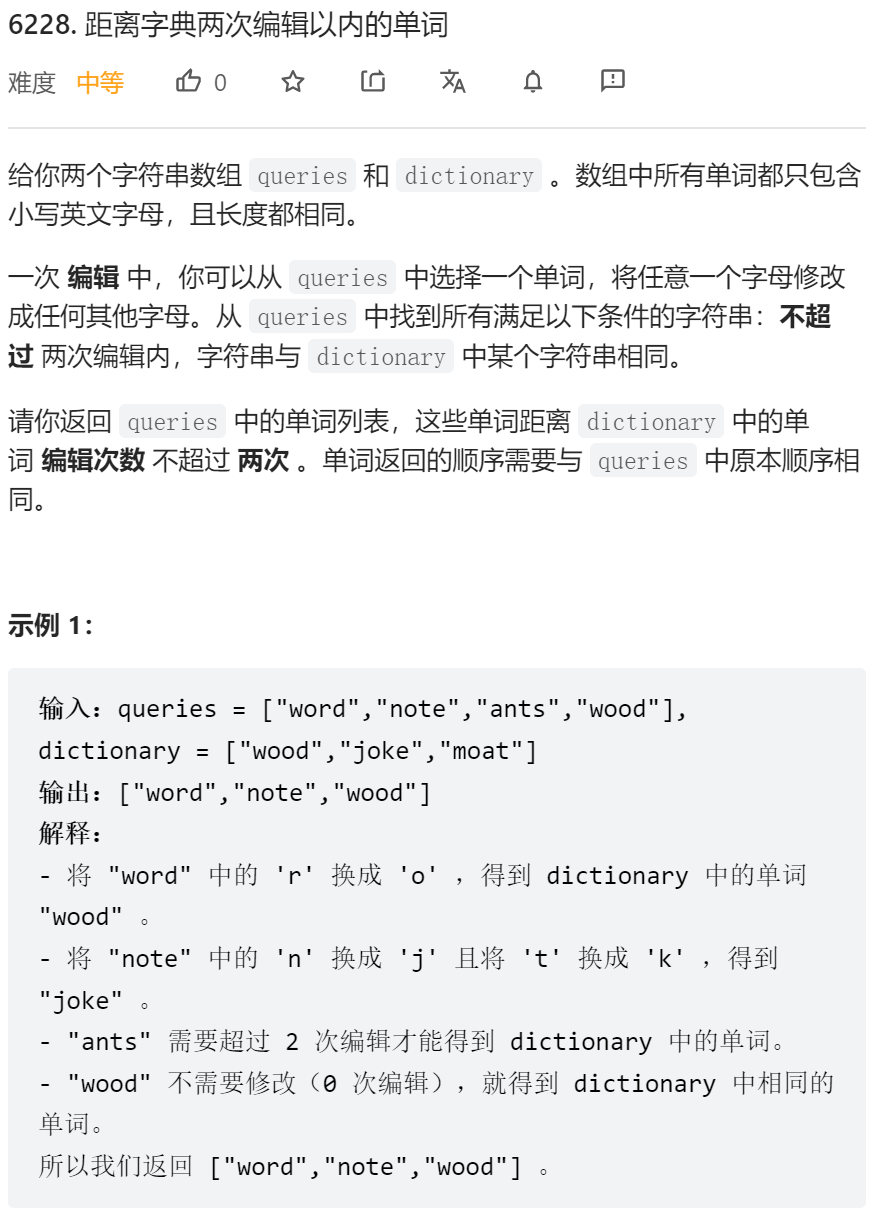 6228. 距离字典两次编辑以内的单词
难度 中等 0
给你两个字符串数组 queries 和 dictionary 。数组中所有单词都只包含
小写英文字母，且长度都相同。
一次 编辑 中，你可以从 queries 中选择一个单词，将任意一个字母修改
成任何其他字母。从 queries 中找到所有满足以下条件的字符串：不超
过 两次编辑内，字符串与 dictionary 中某个字符串相同。
请你返回 queries 中的单词列表，这些单词距离 dictionary 中的单
词 编辑次数 不超过 两次 。单词返回的顺序需要与 queries 中原本顺序相
同。
示例 1：
输入：queries = ["word","note","ants","wood"],
dictionary = ["wood","joke","moat"]
输出：["word","note","wood"]
解释：
- 将 "word" 中的 'r' 换成 'o' ，得到 dictionary 中的单词
"wood" 。
- 将 "note" 中的 'n' 换成 'j' 且将 't' 换成 'k' ，得到
"joke" 。
- "ants" 需要超过 2 次编辑才能得到 dictionary 中的单词。
- "wood" 不需要修改（0 次编辑），就得到 dictionary 中相同的
单词。
所以我们返回 ["word","note","wood"] 。